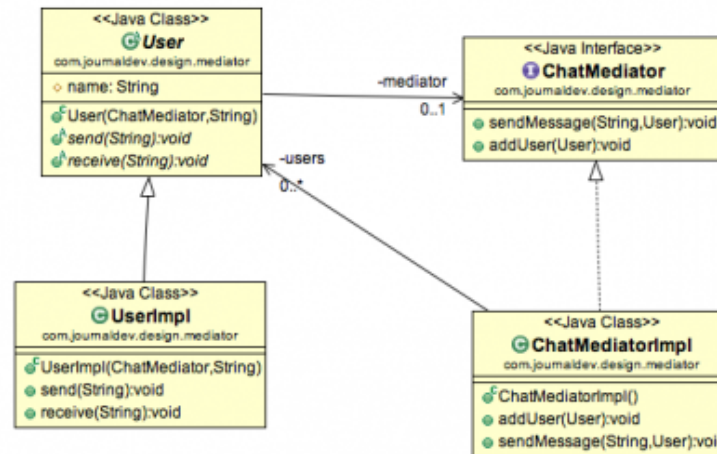 <<Java Class>>
User
com.journaldev.design.mediator
name: String
User(ChatMediator,String)
send(String):void
receive(String):void
<<Java Interface>>
ChatMediator
com.journaldev.design.mediator
sendMessage(String,User):void
addUser(User):void
-mediator
0..1
-users
0..*
<<Java Class>>
UserImpl
com.journaldev.design.mediator
UserImpl(ChatMediator,String)
send(String):void
receive(String):void
<<Java Class>>
ChatMediatorImpl
com.journaldev.design.mediator
ChatMediatorImpl()
addUser(User):void
sendMessage(String,User):voi